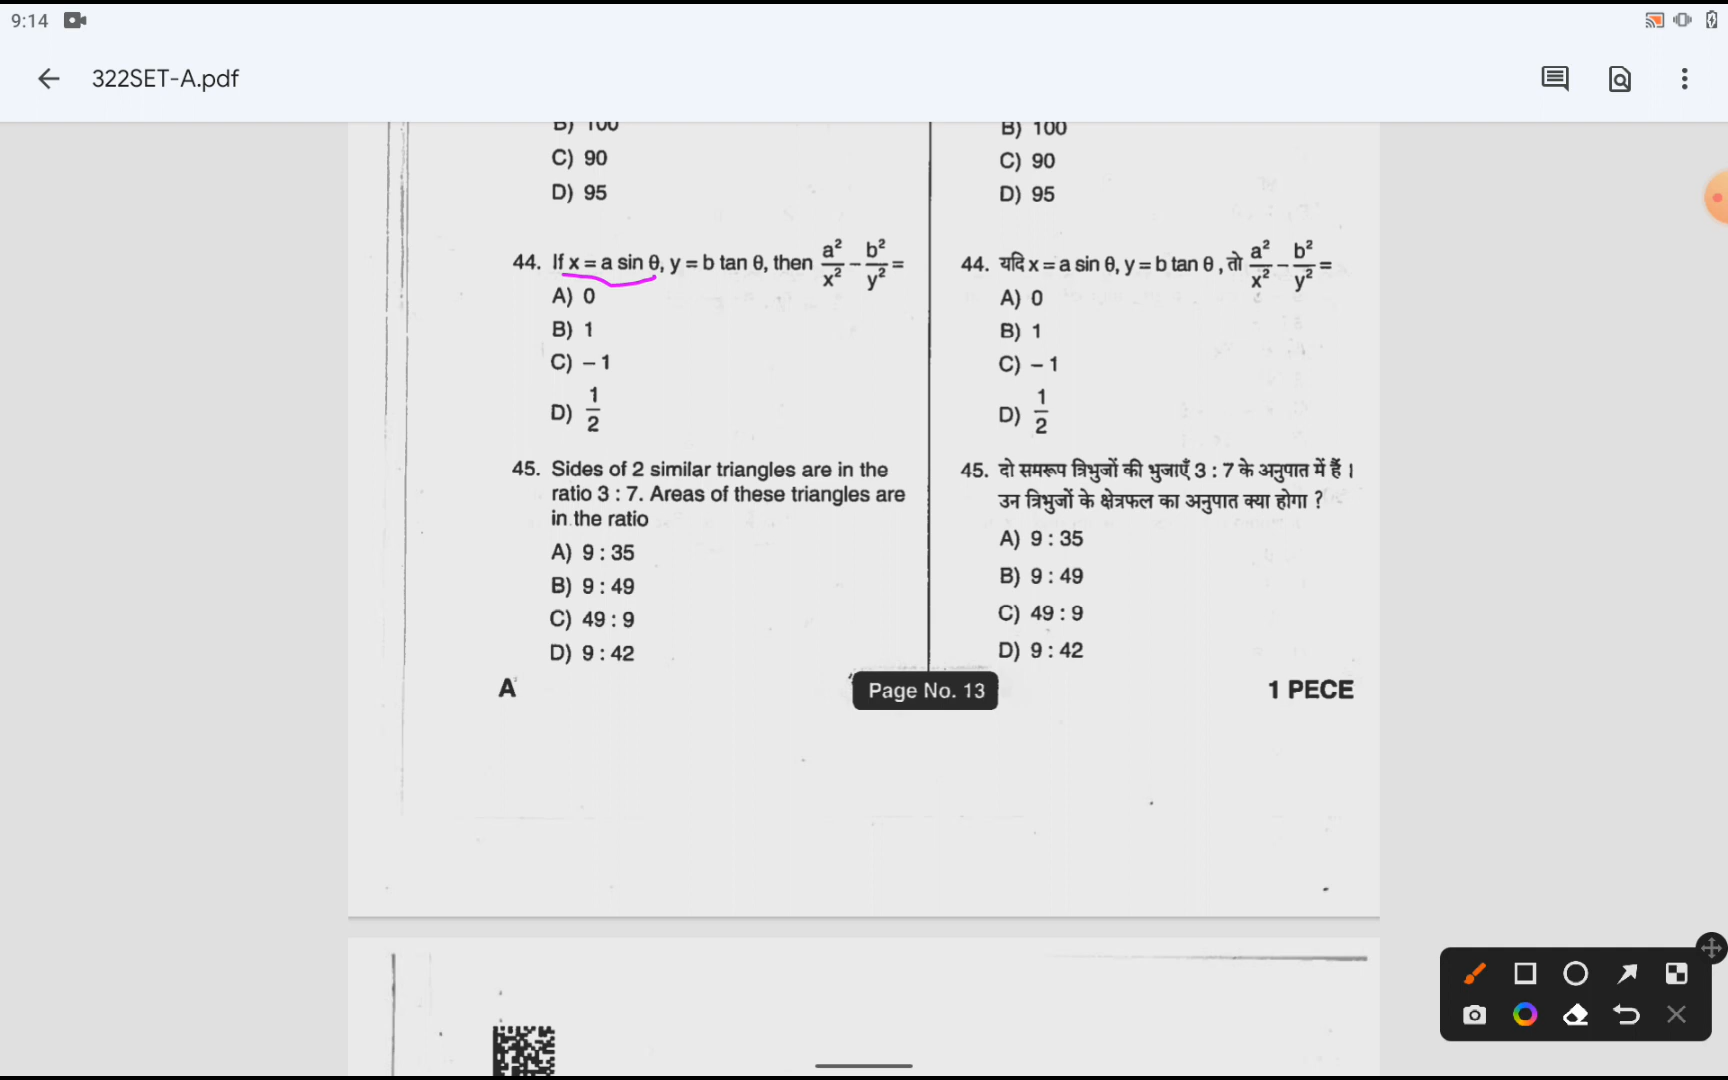 9:14
322SET-A.pdf
B) 100
C) 90
D) 95
44. If x = a sin θ, y = b tan θ, then a²/x² – b²/y² =
A) 0
B) 1
C) – 1
D) 1/2
45. Sides of 2 similar triangles are in the
ratio 3 : 7. Areas of these triangles are
in the ratio
A) 9 : 35
B) 9 : 49
C) 49 : 9
D) 9 : 42
B) 100
C) 90
D) 95
44. यदि x = a sin θ, y = b tan θ , तो a²/x² – b²/y² =
A) 0
B) 1
C) – 1
D) 1/2
45. दो समरूप त्रिभुजों की भुजाएँ 3 : 7 के अनुपात में हैं ।
उन त्रिभुजों के क्षेत्रफल का अनुपात क्या होगा ?
A) 9 : 35
B) 9 : 49
C) 49 : 9
D) 9 : 42
A
Page No. 13
1 PECE